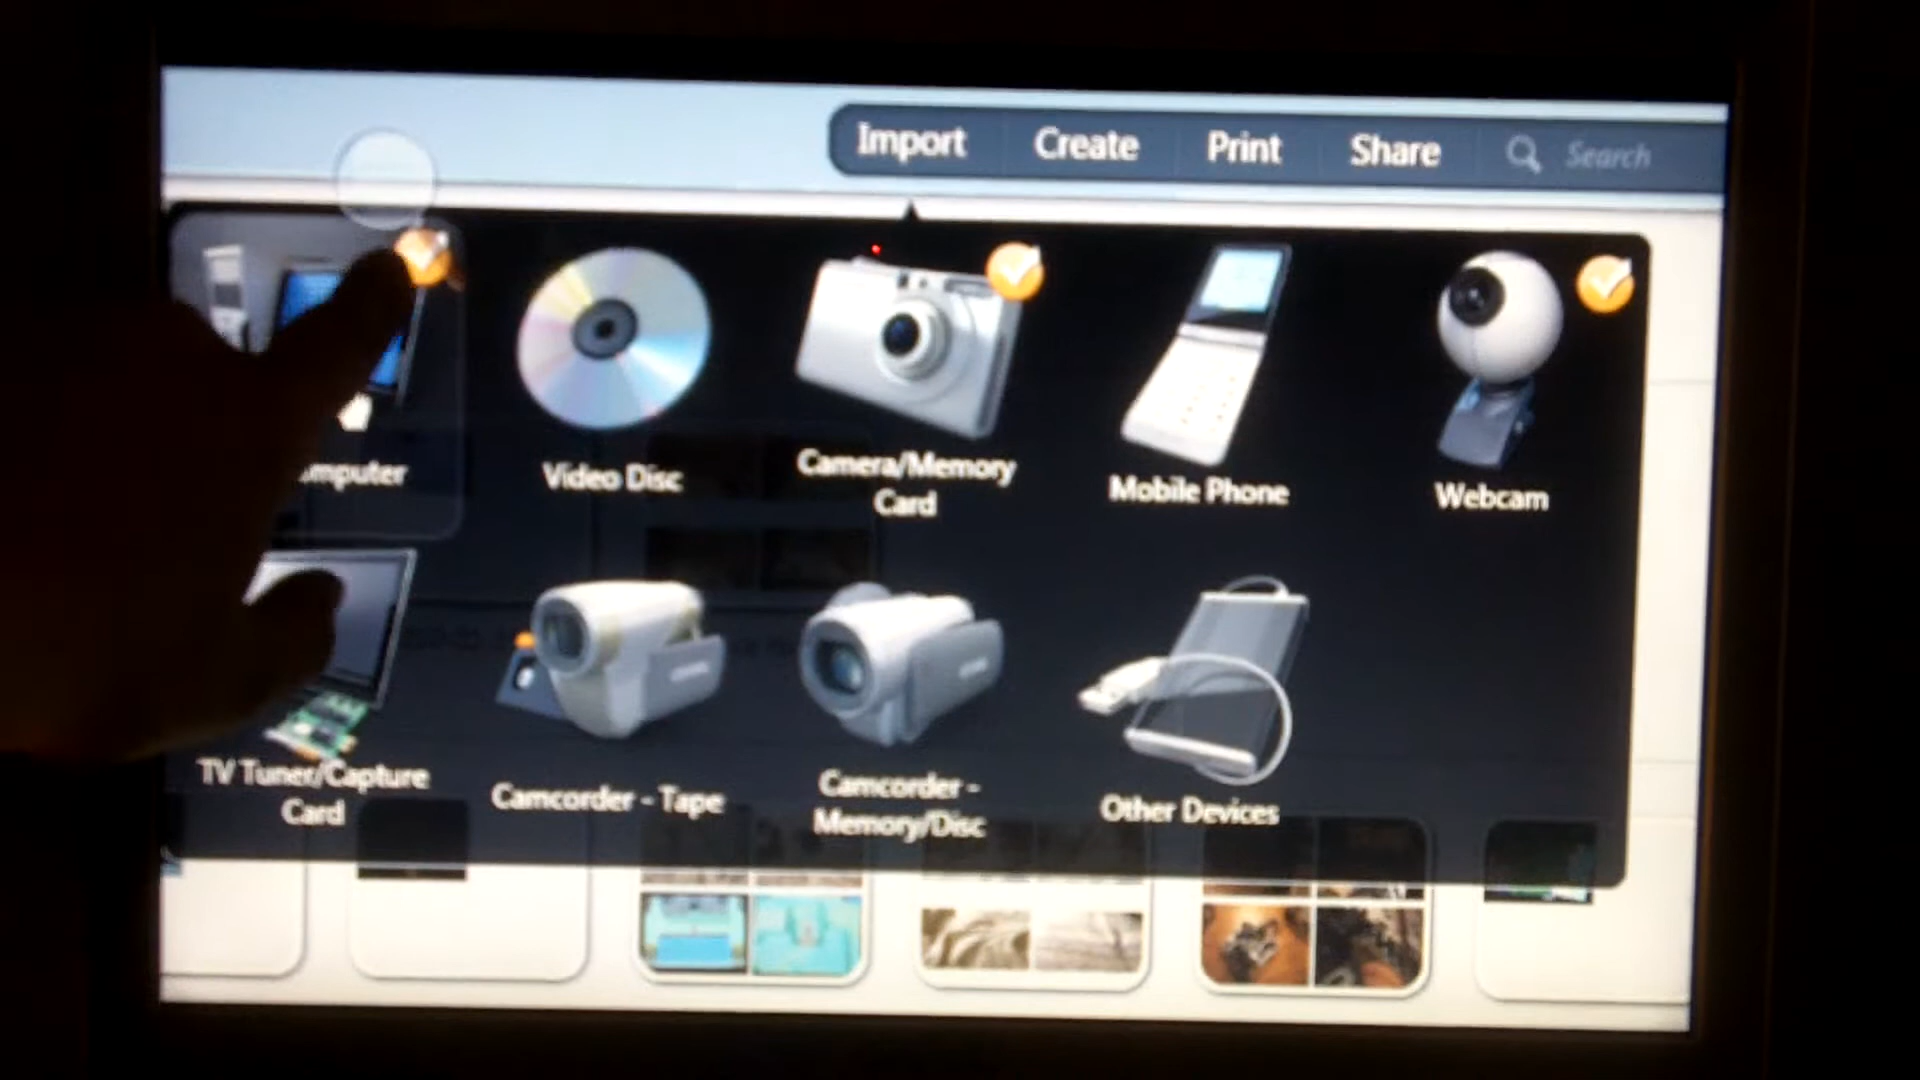 Import Create Print Share Search
mputer
Video Disc
Camera/Memory
Card
Mobile Phone
Webcam
TV Tuner/Capture
Card
Camcorder - Tape
Camcorder -
Memory/Disc
Other Devices